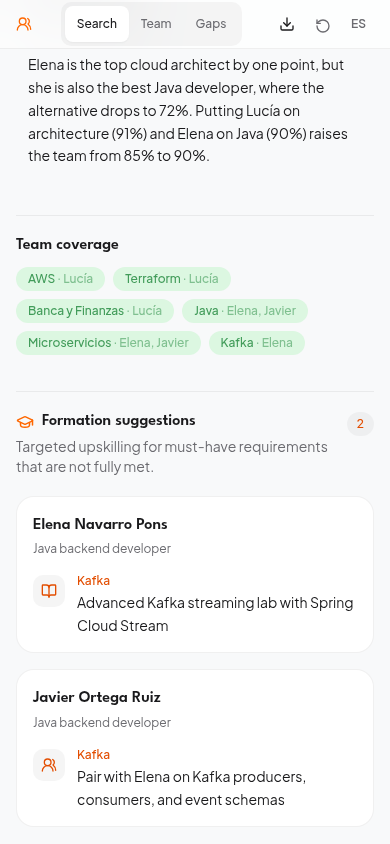 Search Team Gaps ES
Elena is the top cloud architect by one point, but
she is also the best Java developer, where the
alternative drops to 72%. Putting Lucía on
architecture (91%) and Elena on Java (90%) raises
the team from 85% to 90%.
Team coverage
AWS · Lucía Terraform · Lucía
Banca y Finanzas · Lucía Java · Elena, Javier
Microservicios · Elena, Javier Kafka · Elena
Formation suggestions 2
Targeted upskilling for must-have requirements
that are not fully met.
Elena Navarro Pons
Java backend developer
Kafka
Advanced Kafka streaming lab with Spring
Cloud Stream
Javier Ortega Ruiz
Java backend developer
Kafka
Pair with Elena on Kafka producers,
consumers, and event schemas